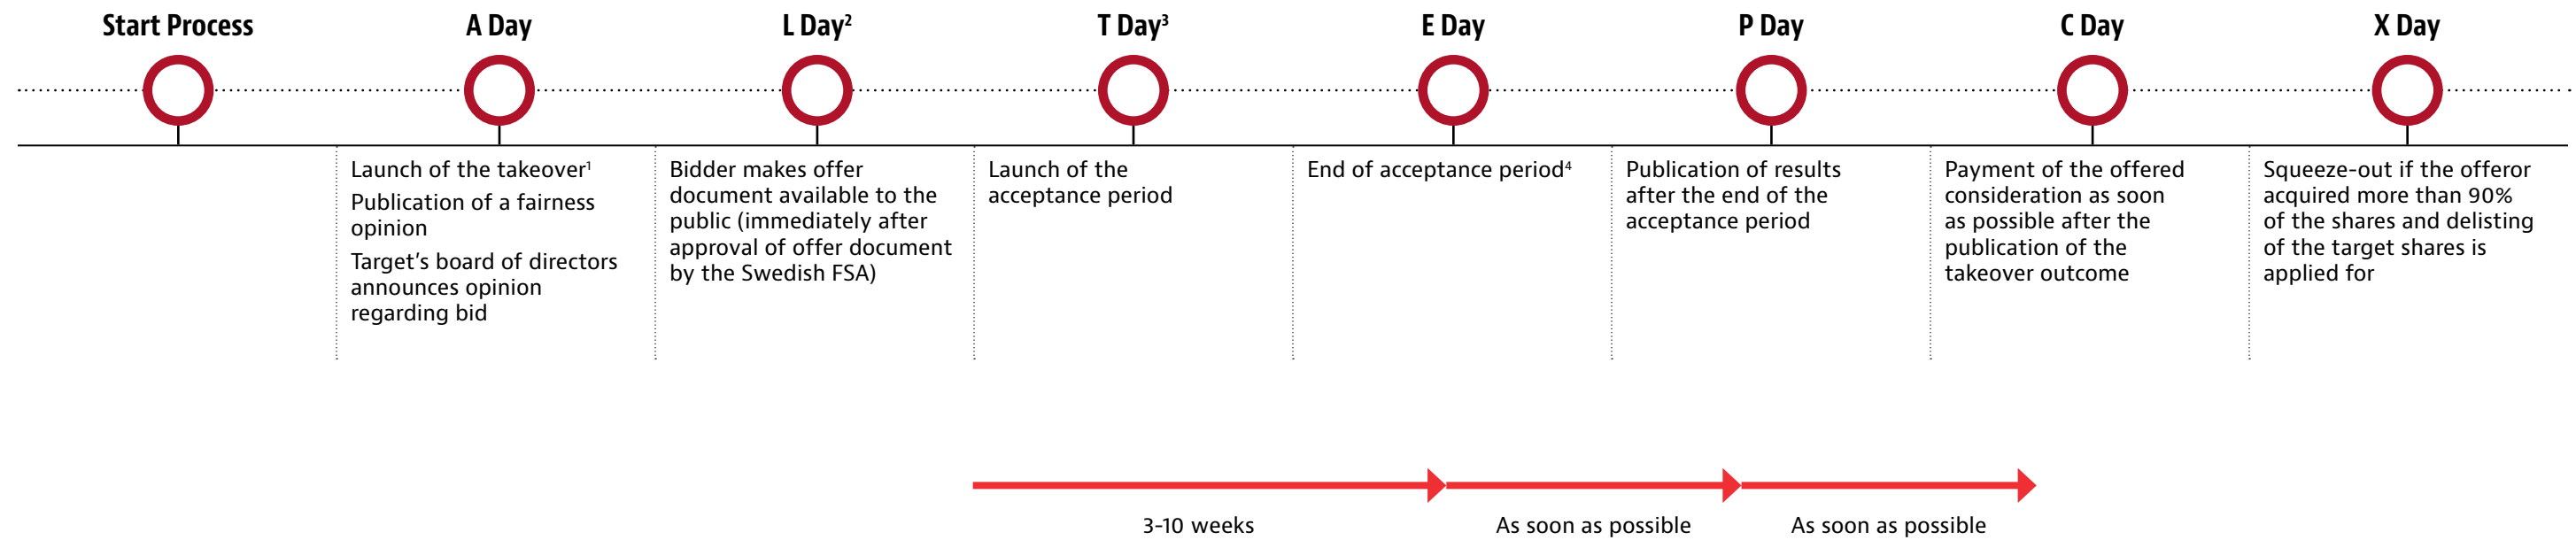 Start Process
A Day
L Day²
T Day³
E Day
P Day
C Day
X Day
Launch of the takeover¹
Publication of a fairness
opinion
Target's board of directors
announces opinion
regarding bid
Bidder makes offer
document available to the
public (immediately after
approval of offer document
by the Swedish FSA)
Launch of the
acceptance period
End of acceptance period⁴
Publication of results
after the end of the
acceptance period
Payment of the offered
consideration as soon
as possible after the
publication of the
takeover outcome
Squeeze-out if the offeror
acquired more than 90%
of the shares and delisting
of the target shares is
applied for
3-10 weeks
As soon as possible
As soon as possible